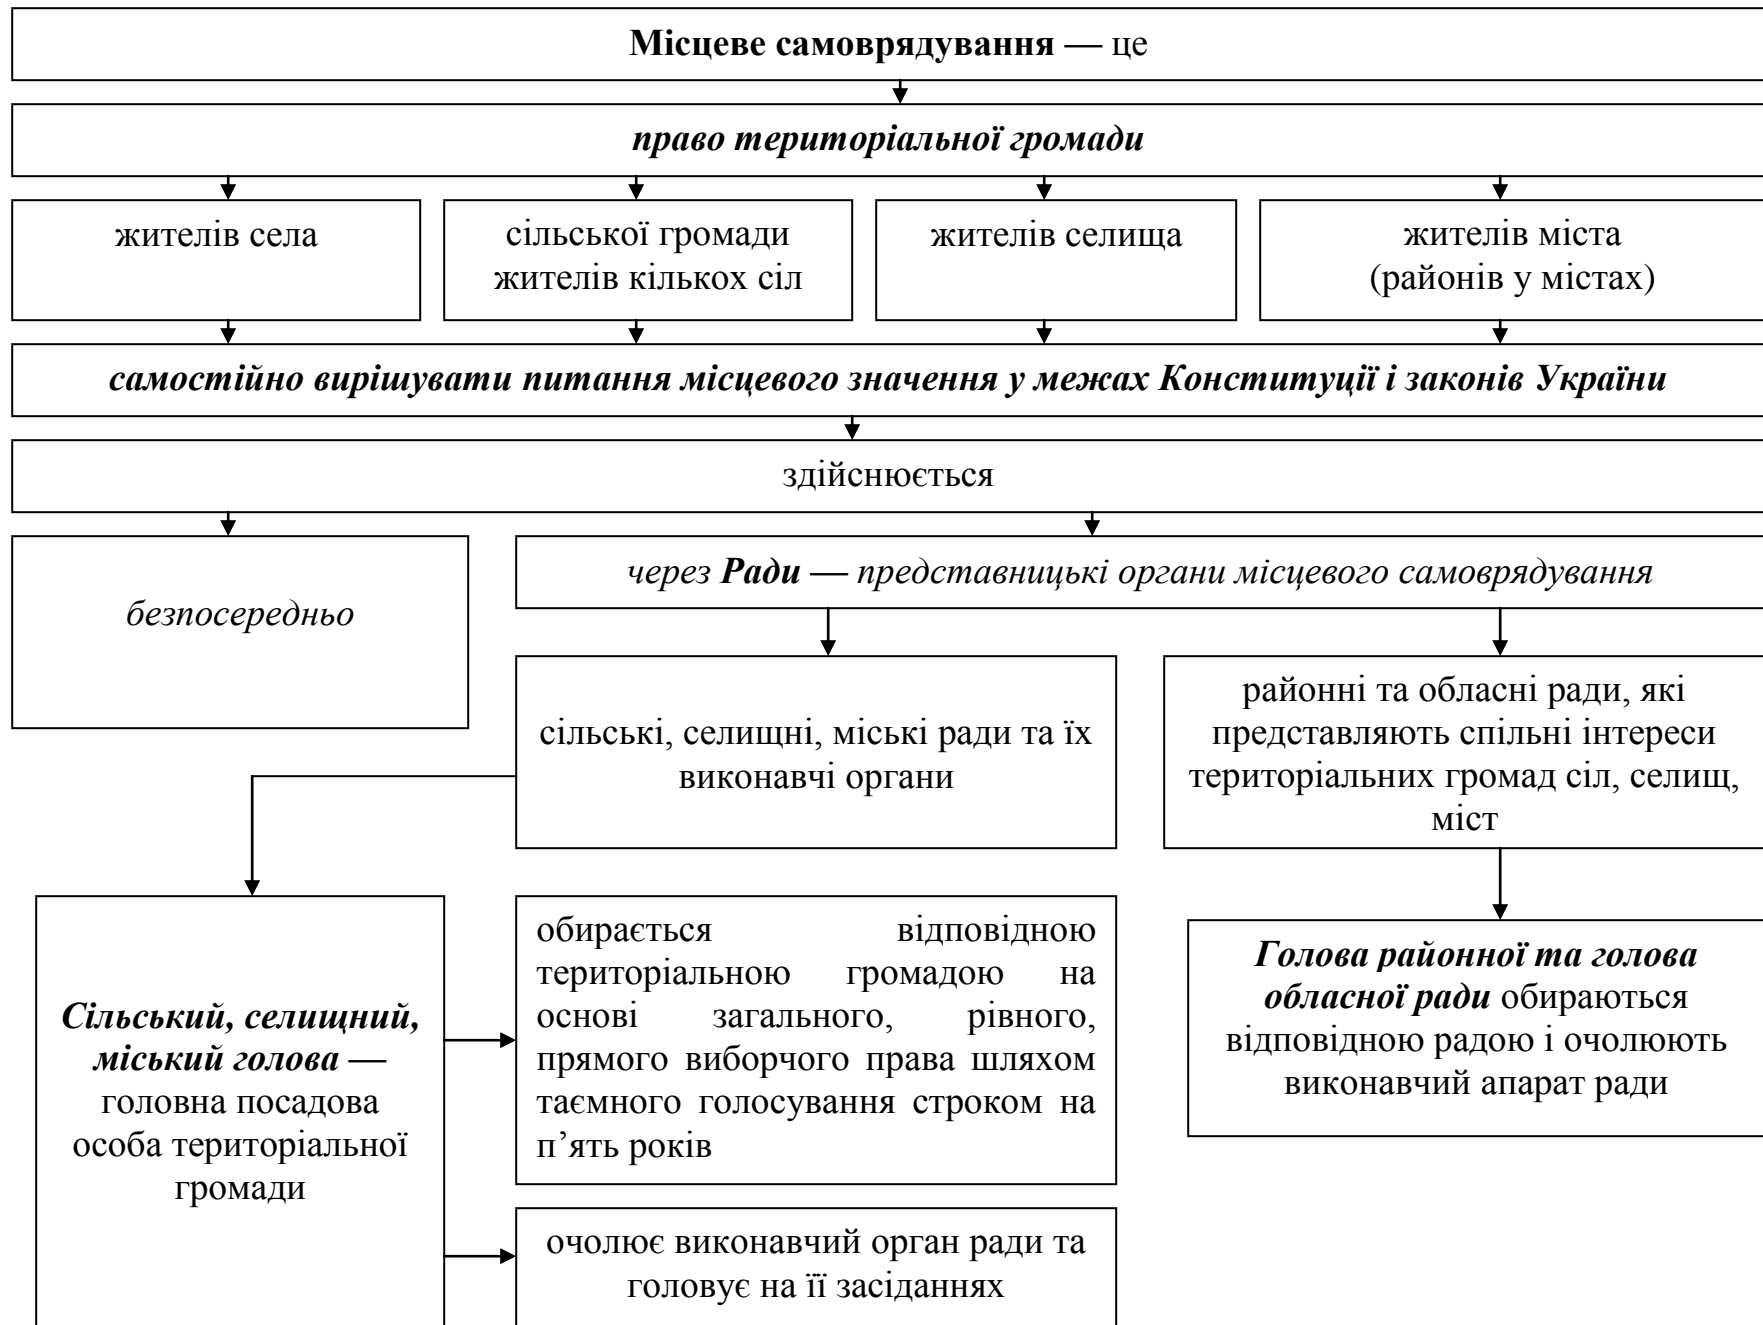 Місцеве самоврядування — це
право територіальної громади
жителів села
сільської громади
жителів кількох сіл
жителів селища
жителів міста
(районів у містах)
самостійно вирішувати питання місцевого значення у межах Конституції і законів України
здійснюється
безпосередньо
через Ради — представницькі органи місцевого самоврядування
сільські, селищні, міські ради та їх
виконавчі органи
районні та обласні ради, які
представляють спільні інтереси
територіальних громад сіл, селищ,
міст
Сільський, селищний,
міський голова —
головна посадова
особа територіальної
громади
обирається відповідною
територіальною громадою на
основі загального, рівного,
прямого виборчого права шляхом
таємного голосування строком на
п’ять років
Голова районної та голова
обласної ради обираються
відповідною радою і очолюють
виконавчий апарат ради
очолює виконавчий орган ради та
головує на її засіданнях